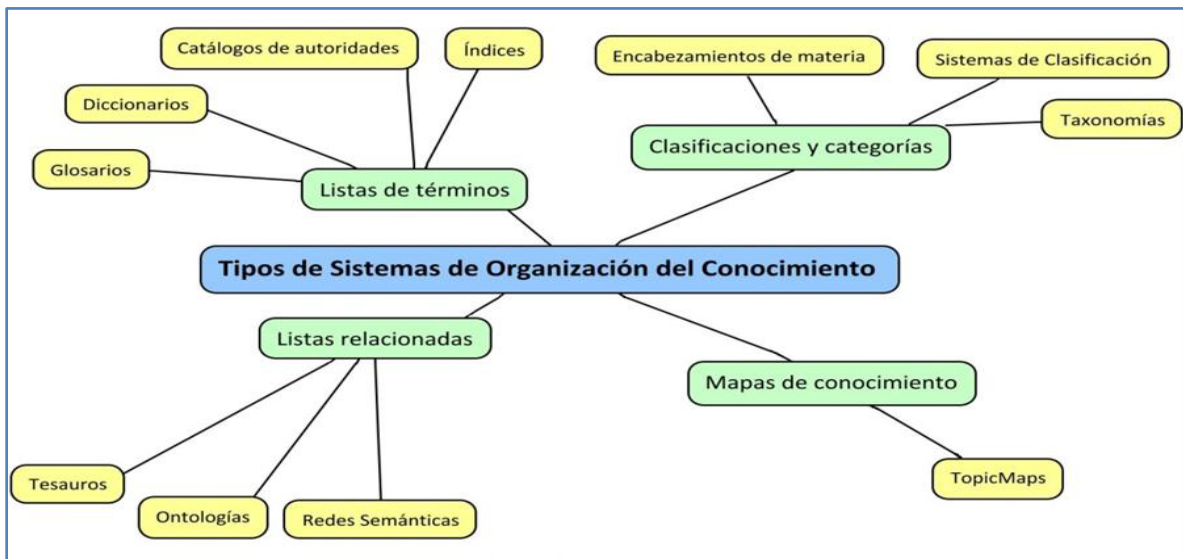 Catálogos de autoridades
Índices
Diccionarios
Glosarios
Listas de términos
Encabezamientos de materia
Sistemas de Clasificación
Taxonomías
Clasificaciones y categorías
Tipos de Sistemas de Organización del Conocimiento
Listas relacionadas
Tesauros
Ontologías
Redes Semánticas
Mapas de conocimiento
TopicMaps